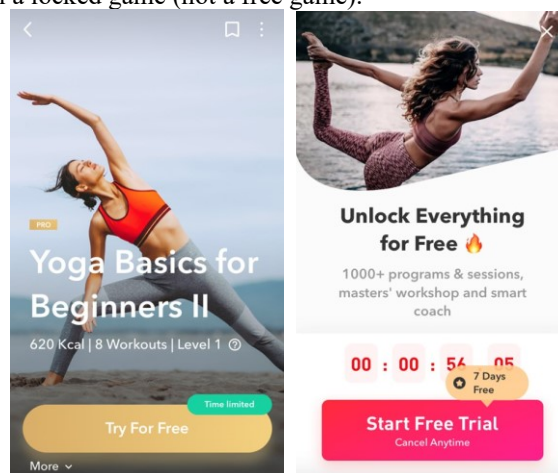 a locked game (not a free game).
PRO
Yoga Basics for
Beginners II
620 Kcal | 8 Workouts | Level 1 ?
Time limited
Try For Free
More
Unlock Everything
for Free 🔥
1000+ programs & sessions,
masters' workshop and smart
coach
00 : 00 : 54 05
7 Days
Free
Start Free Trial
Cancel Anytime